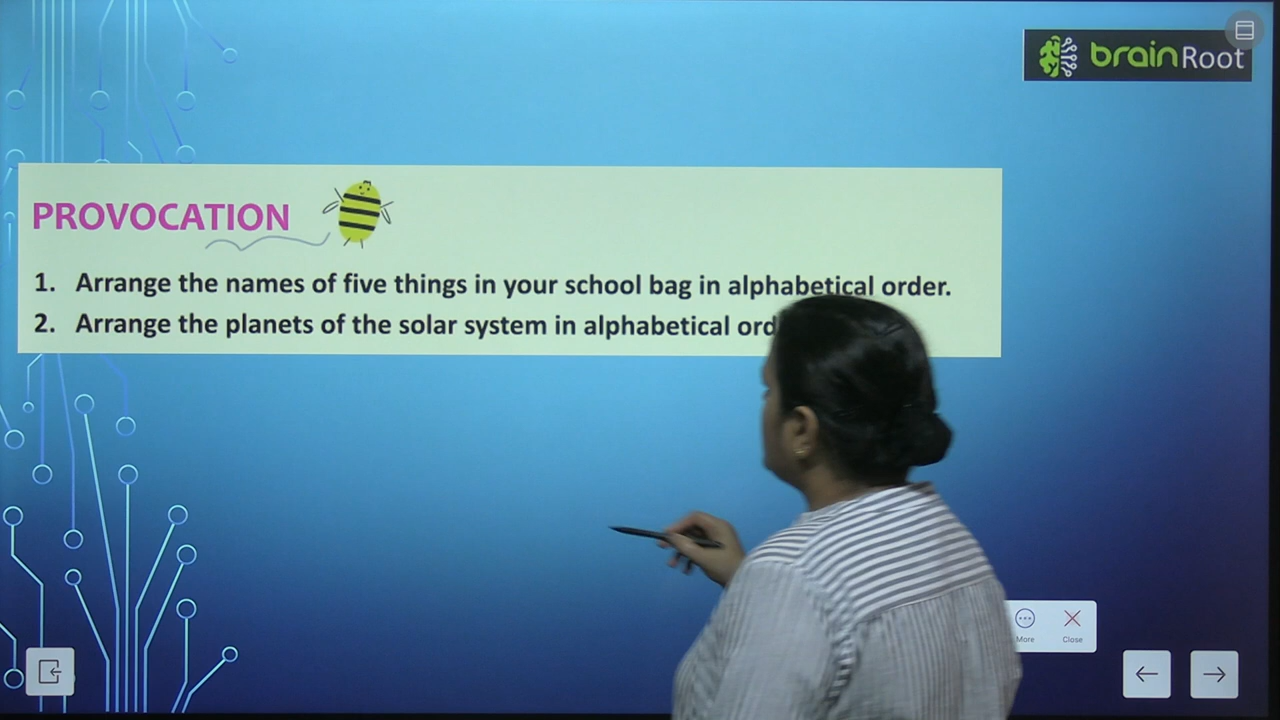 brainRoot
PROVOCATION
1. Arrange the names of five things in your school bag in alphabetical order.
2. Arrange the planets of the solar system in alphabetical
More
Close